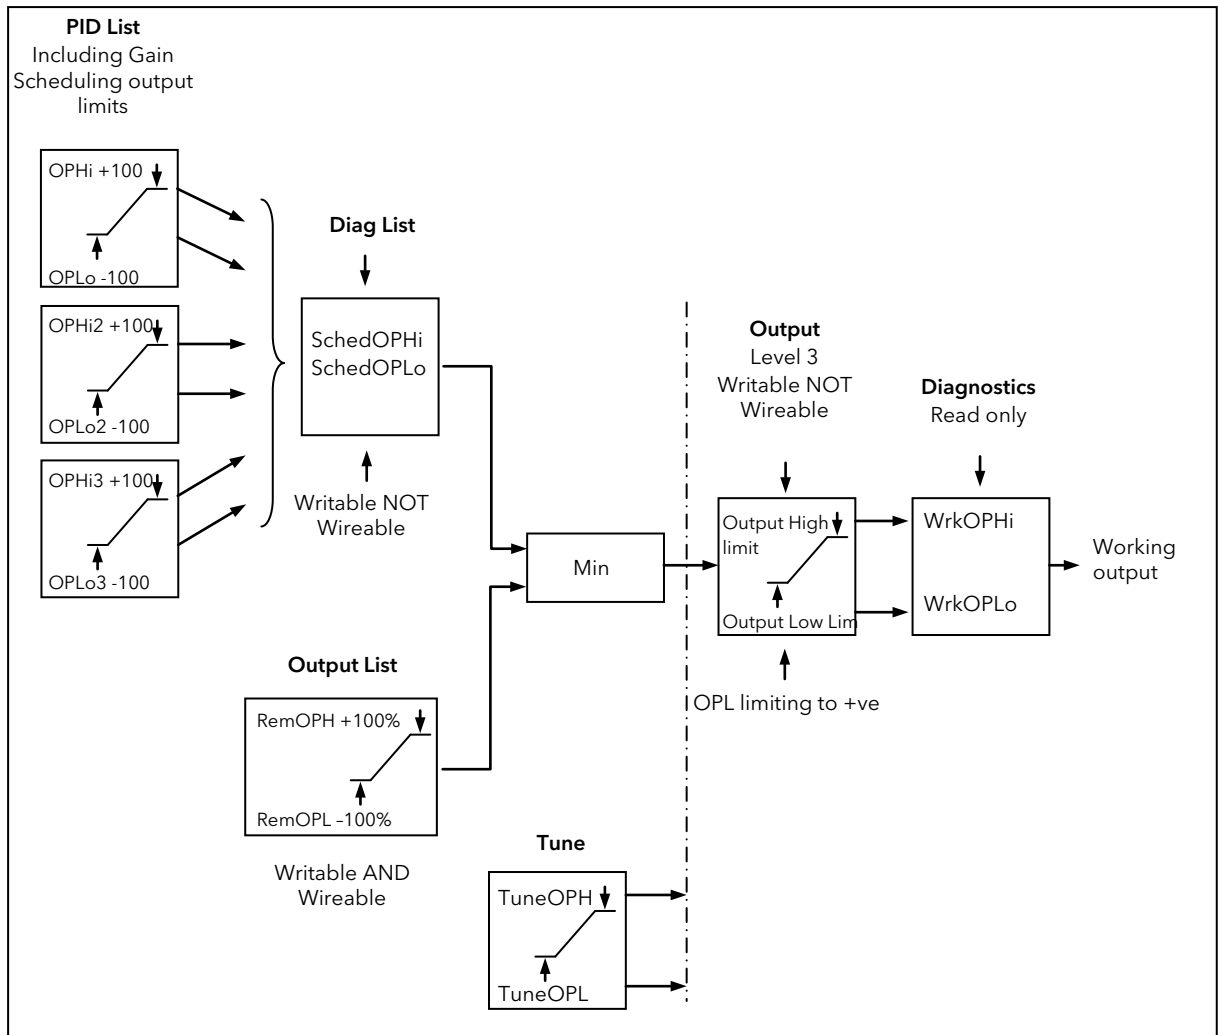 PID List
Including Gain
Scheduling output
limits
OPHi +100
OPLo -100
OPHi2 +100
OPLo2 -100
OPHi3 +100
OPLo3 -100
Diag List
SchedOPHi
SchedOPLo
Writable NOT
Wireable
Min
Output List
RemOPH +100%
RemOPL –100%
Writable AND
Wireable
Tune
TuneOPH
TuneOPL
Output
Level 3
Writable NOT
Wireable
Output High
limit
Output Low Lim
OPL limiting to +ve
Diagnostics
Read only
WrkOPHi
WrkOPLo
Working
output